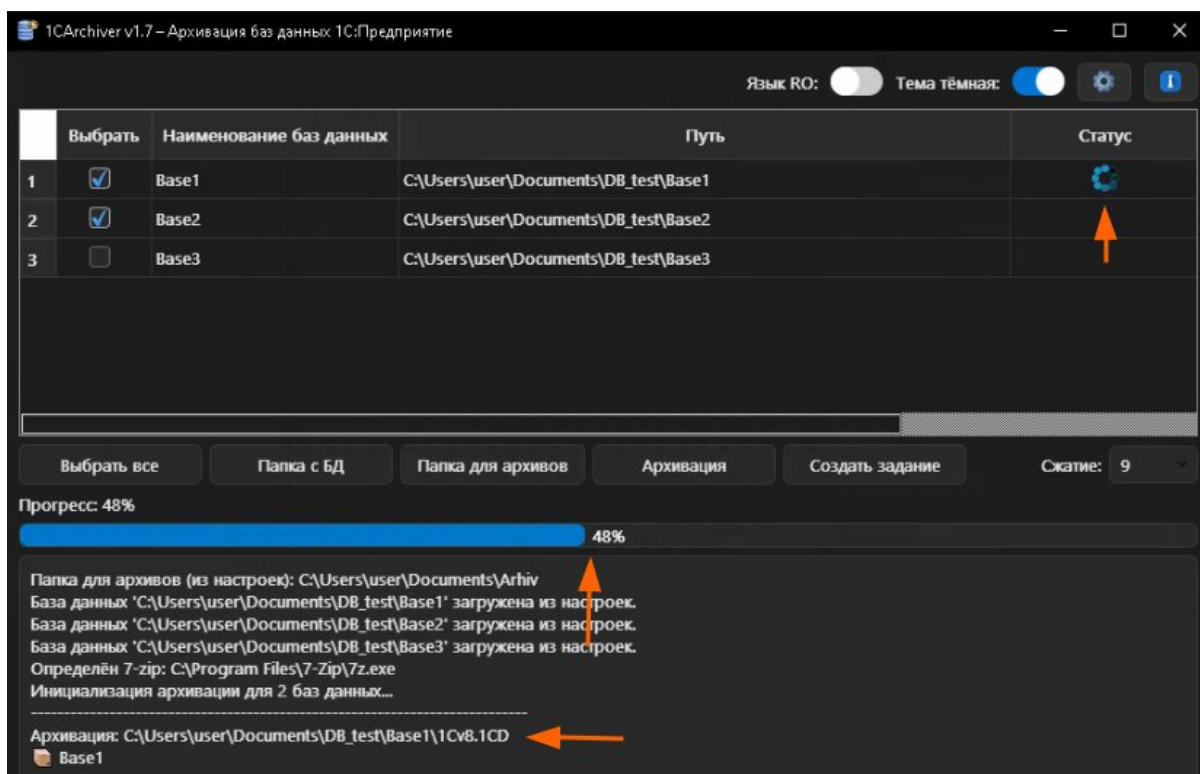 1CArchiver v1.7 – Архивация баз данных 1С:Предприятие
Язык RO: Тема тёмная:
Выбрать Наименование баз данных Путь Статус
1 Base1 C:\Users\user\Documents\DB_test\Base1
2 Base2 C:\Users\user\Documents\DB_test\Base2
3 Base3 C:\Users\user\Documents\DB_test\Base3
Выбрать все Папка с БД Папка для архивов Архивация Создать задание Сжатие: 9
Прогресс: 48%
48%
Папка для архивов (из настроек): C:\Users\user\Documents\Arhiv
База данных 'C:\Users\user\Documents\DB_test\Base1' загружена из настроек.
База данных 'C:\Users\user\Documents\DB_test\Base2' загружена из настроек.
База данных 'C:\Users\user\Documents\DB_test\Base3' загружена из настроек.
Определён 7-zip: C:\Program Files\7-Zip\7z.exe
Инициализация архивации для 2 баз данных...
--------------------------------------------------------------------------------
Архивация: C:\Users\user\Documents\DB_test\Base1\1Cv8.1CD
Base1